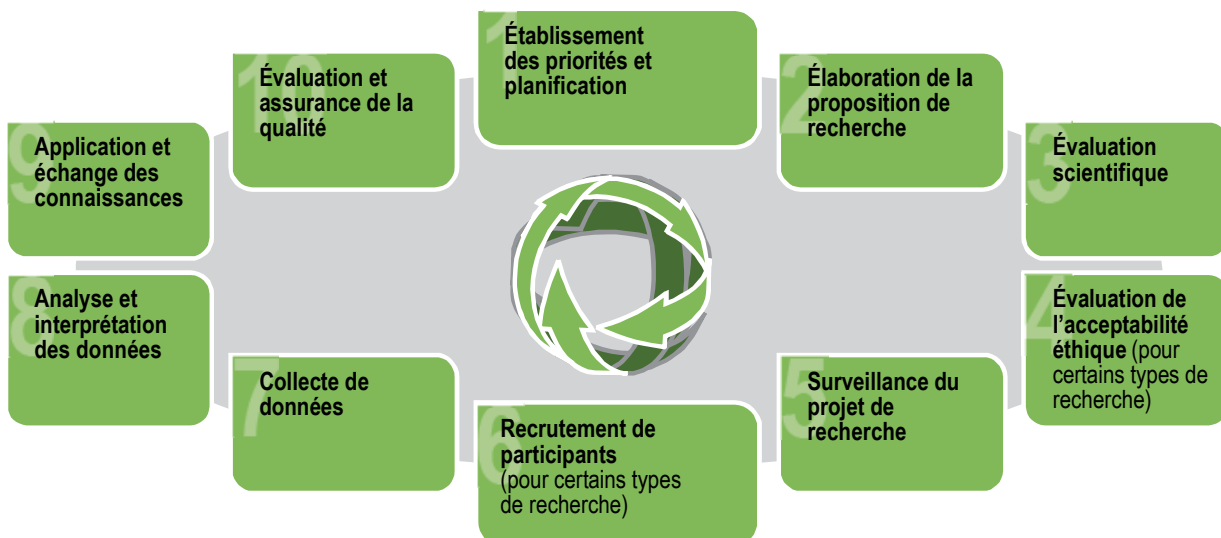 1
Établissement
des priorités et
planification
2
Élaboration de la
proposition de
recherche
3
Évaluation
scientifique
4
Évaluation de
l’acceptabilité
éthique (pour
certains types de
recherche)
5
Surveillance du
projet de
recherche
6
Recrutement de
participants
(pour certains types
de recherche)
7
Collecte de
données
8
Analyse et
interprétation
des données
9
Application et
échange des
connaissances
10
Évaluation et
assurance de la
qualité